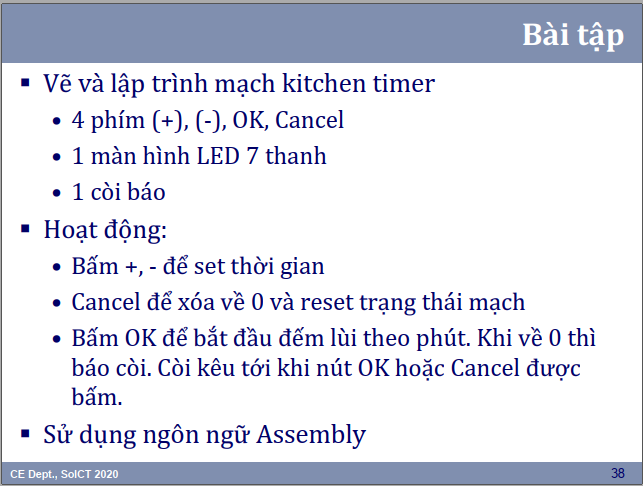 Bài tập
▪ Vẽ và lập trình mạch kitchen timer
• 4 phím (+), (-), OK, Cancel
• 1 màn hình LED 7 thanh
• 1 còi báo
▪ Hoạt động:
• Bấm +, - để set thời gian
• Cancel để xóa về 0 và reset trạng thái mạch
• Bấm OK để bắt đầu đếm lùi theo phút. Khi về 0 thì
báo còi. Còi kêu tới khi nút OK hoặc Cancel được
bấm.
▪ Sử dụng ngôn ngữ Assembly
CE Dept., SoICT 2020
38